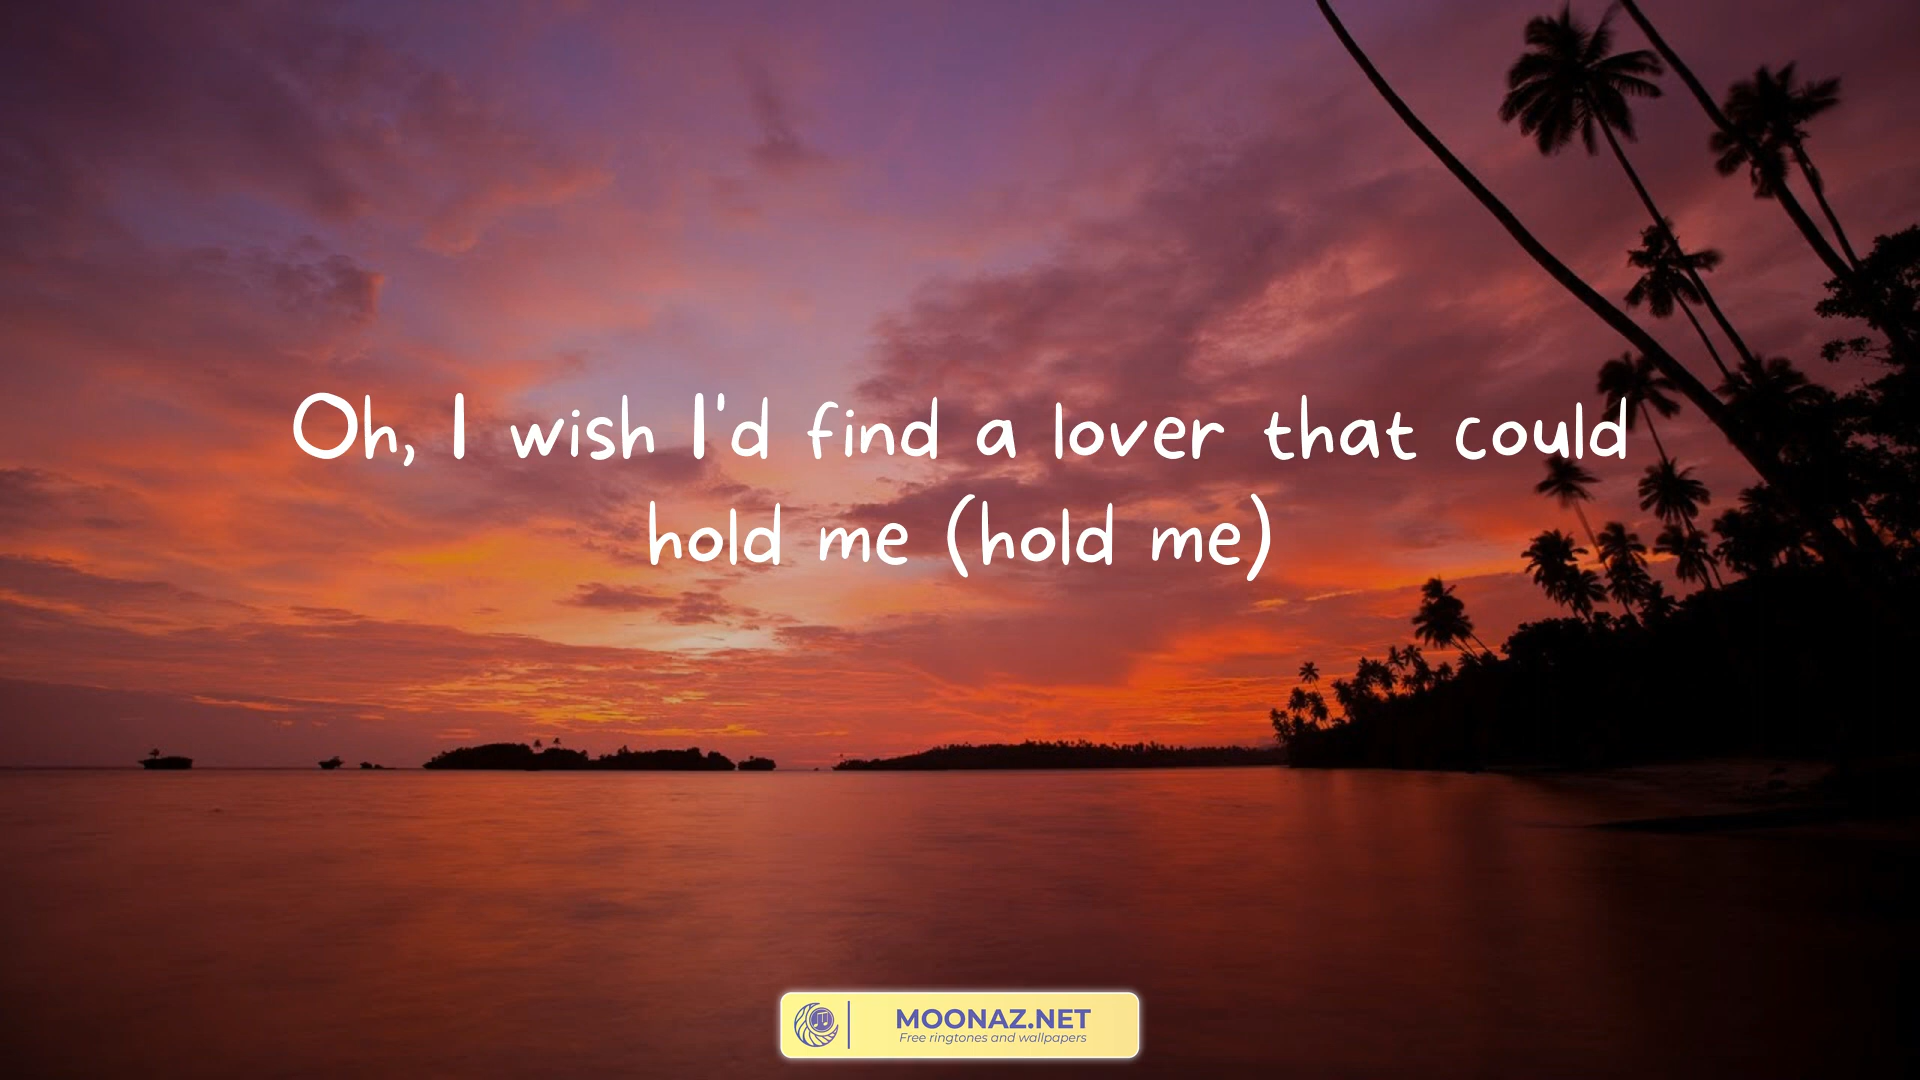 Oh, I wish I'd find a lover that could
hold me (hold me)
MOONAZ.NET
Free ringtones and wallpapers